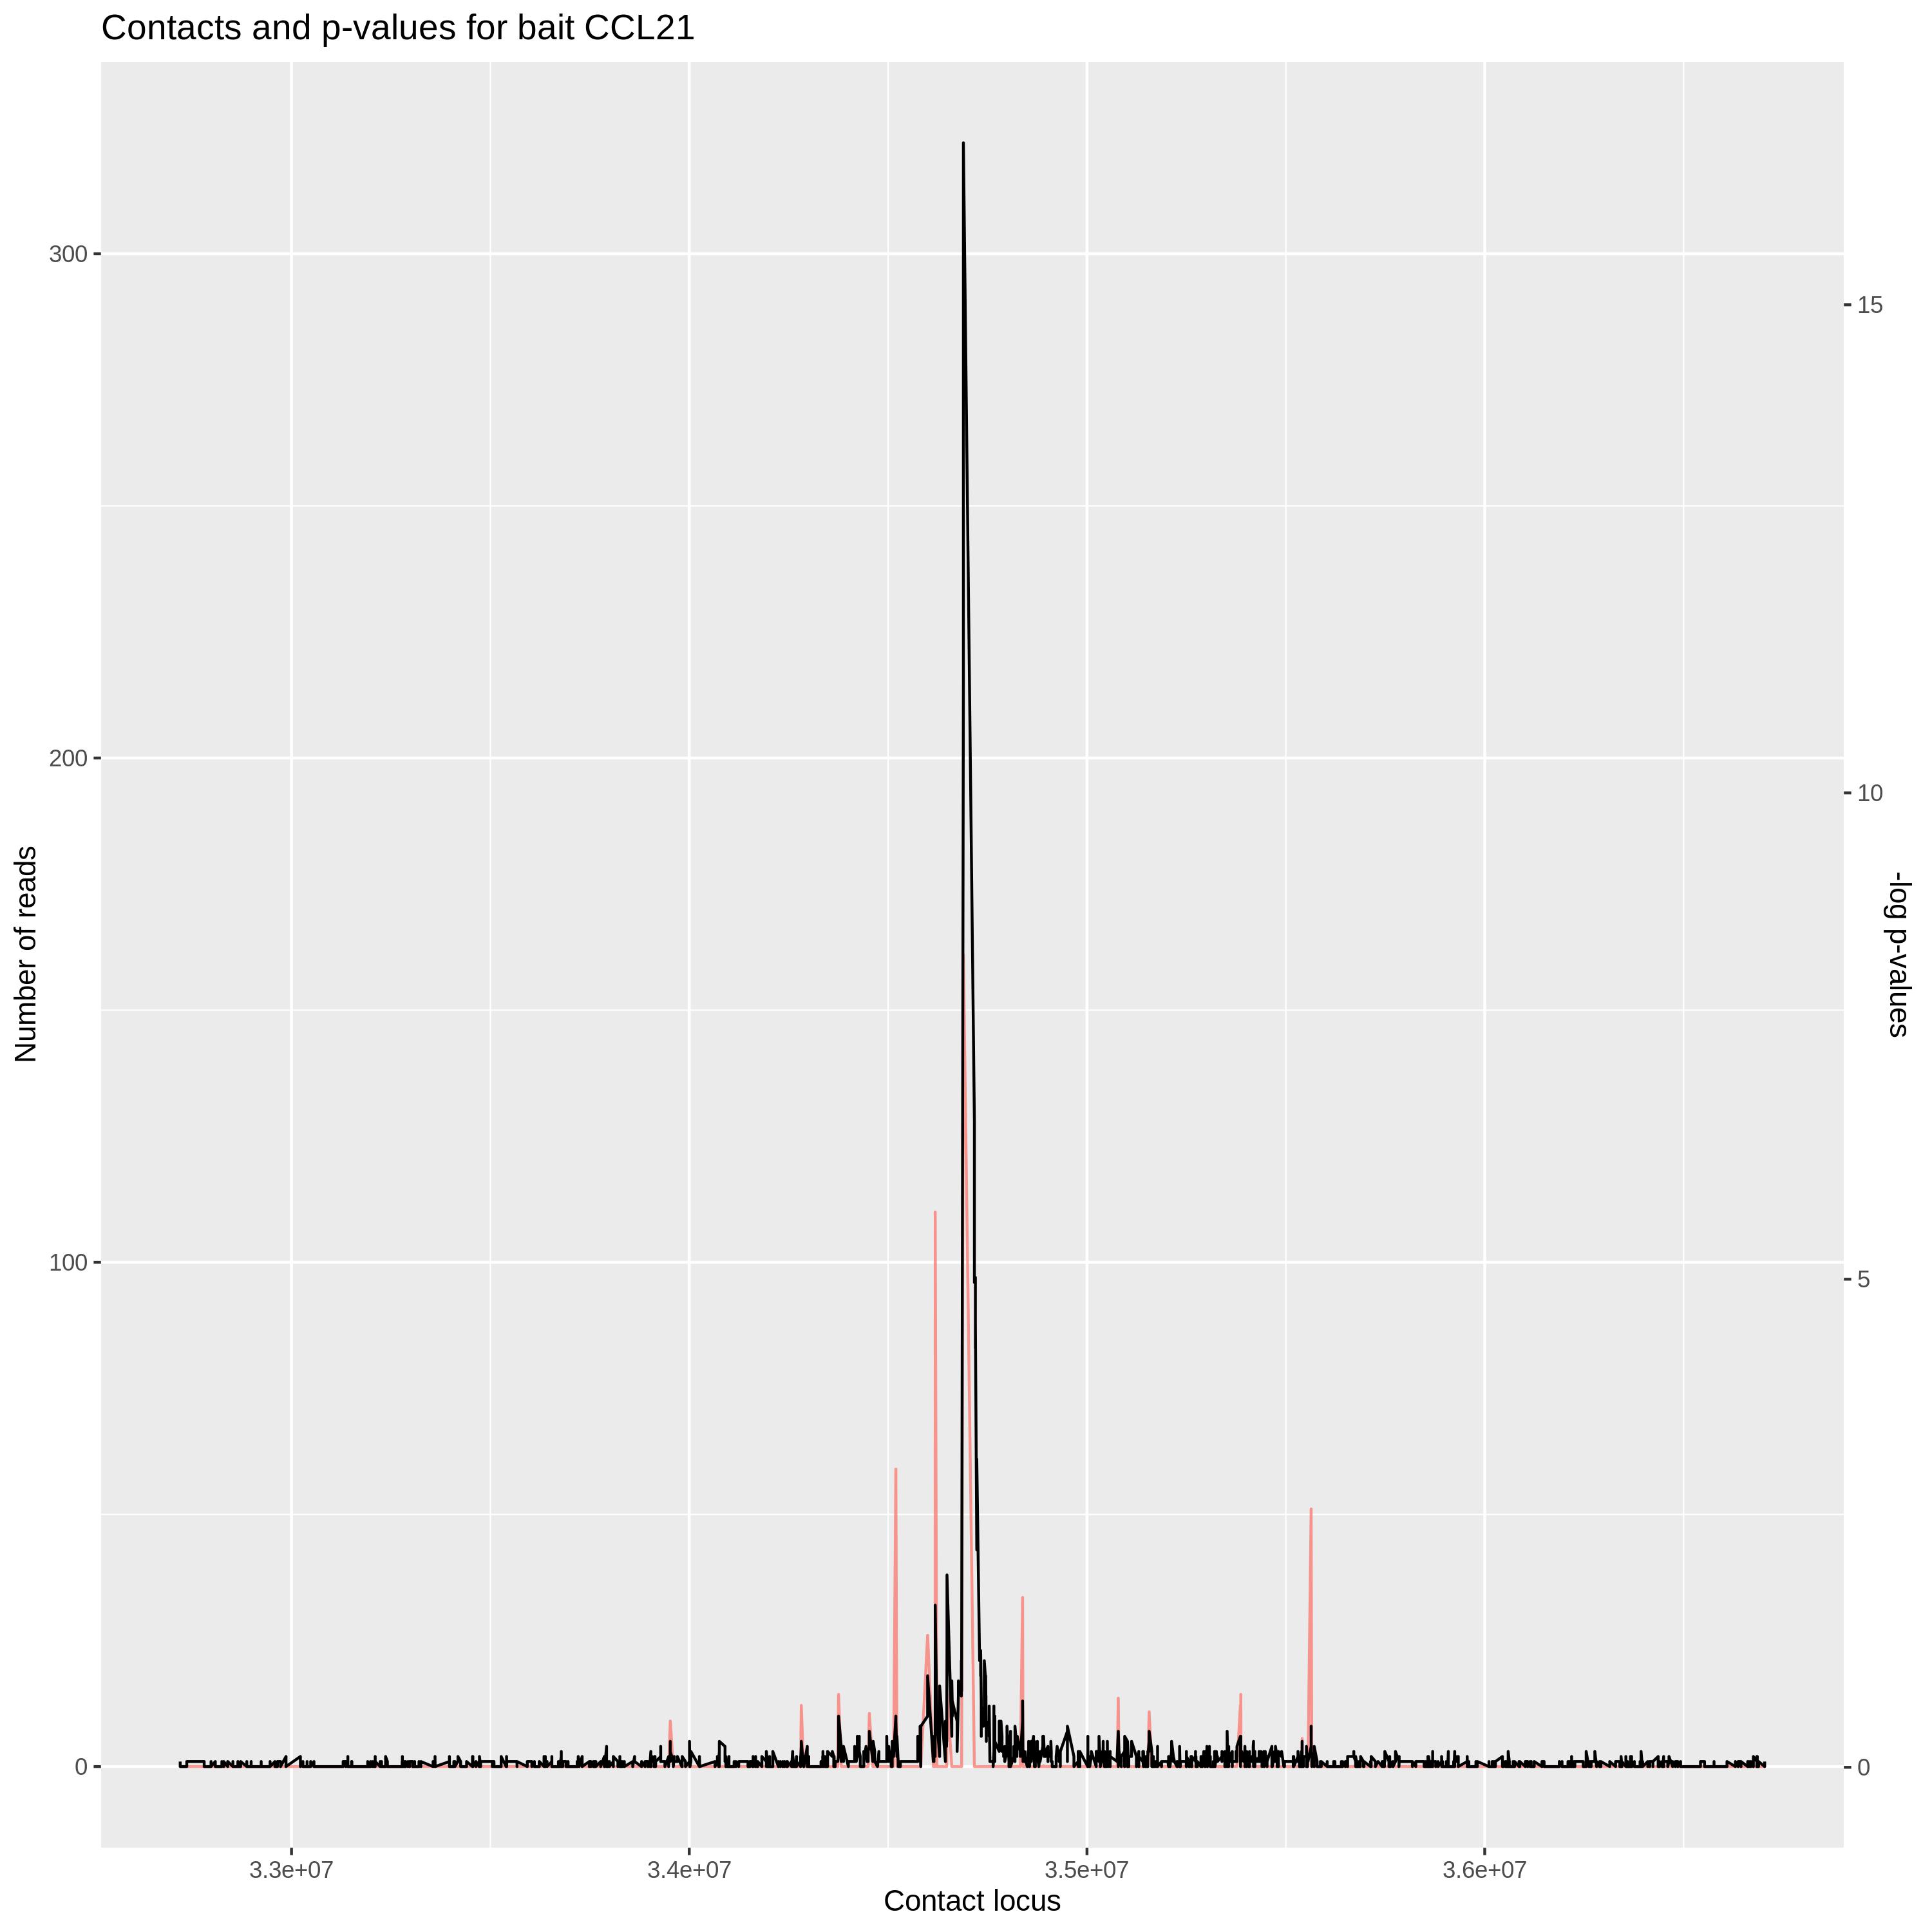 Contacts and p-values for bait CCL21
300
200
100
0
Number of reads
15
10
5
0
-log p-values
3.3e+07
3.4e+07
3.5e+07
3.6e+07
Contact locus